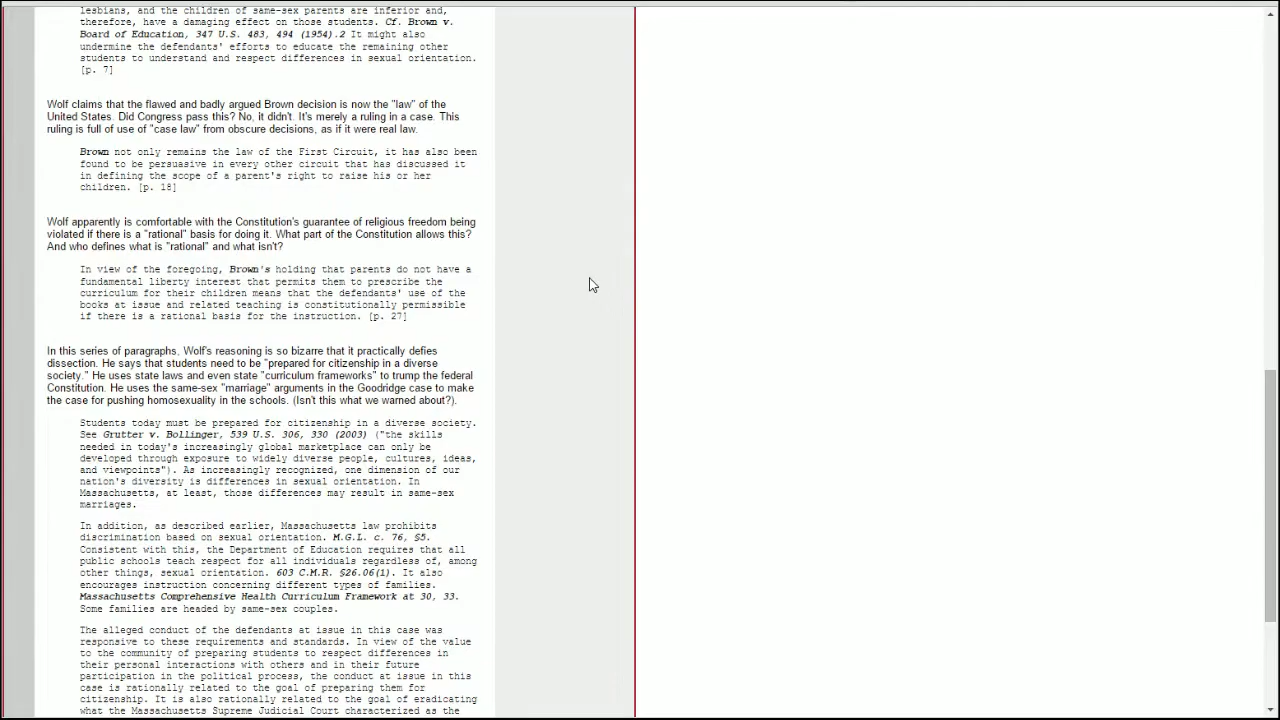 lesbians, and the children of same-sex parents are inferior and,
therefore, have a damaging effect on those students. Cf. Brown v.
Board of Education, 347 U.S. 483, 494 (1954).2 It might also
undermine the defendants' efforts to educate the remaining other
students to understand and respect differences in sexual orientation.
[p. 7]
Wolf claims that the flawed and badly argued Brown decision is now the "law" of the
United States. Did Congress pass this? No, it didn't. It's merely a ruling in a case. This
ruling is full of use of "case law" from obscure decisions, as if it were real law.
Brown not only remains the law of the First Circuit, it has also been
found to be persuasive in every other circuit that has discussed it
in defining the scope of a parent's right to raise his or her
children. [p. 18]
Wolf apparently is comfortable with the Constitution's guarantee of religious freedom being
violated if there is a "rational" basis for doing it. What part of the Constitution allows this?
And who defines what is "rational" and what isn't?
In view of the foregoing, Brown's holding that parents do not have a
fundamental liberty interest that permits them to prescribe the
curriculum for their children means that the defendants' use of the
books at issue and related teaching is constitutionally permissible
if there is a rational basis for the instruction. [p. 27]
In this series of paragraphs, Wolf's reasoning is so bizarre that it practically defies
dissection. He says that students need to be "prepared for citizenship in a diverse
society." He uses state laws and even state "curriculum frameworks" to trump the federal
Constitution. He uses the same-sex "marriage" arguments in the Goodridge case to make
the case for pushing homosexuality in the schools. (Isn't this what we warned about?).
Students today must be prepared for citizenship in a diverse society.
See Grutter v. Bollinger, 539 U.S. 306, 330 (2003) ("the skills
needed in today's increasingly global marketplace can only be
developed through exposure to widely diverse people, cultures, ideas,
and viewpoints"). As increasingly recognized, one dimension of our
nation's diversity is differences in sexual orientation. In
Massachusetts, at least, those differences may result in same-sex
marriages.
In addition, as described earlier, Massachusetts law prohibits
discrimination based on sexual orientation. M.G.L. c. 76, §5.
Consistent with this, the Department of Education requires that all
public schools teach respect for all individuals regardless of, among
other things, sexual orientation. 603 C.M.R. §26.06(1). It also
encourages instruction concerning different types of families.
Massachusetts Comprehensive Health Curriculum Framework at 30, 33.
Some families are headed by same-sex couples.
The alleged conduct of the defendants at issue in this case was
responsive to these requirements and standards. In view of the value
to the community of preparing students to respect differences in
their personal interactions with others and in their future
participation in the political process, the conduct at issue in this
case is rationally related to the goal of preparing them for
citizenship. It is also rationally related to the goal of eradicating
what the Massachusetts Supreme Judicial Court characterized as the